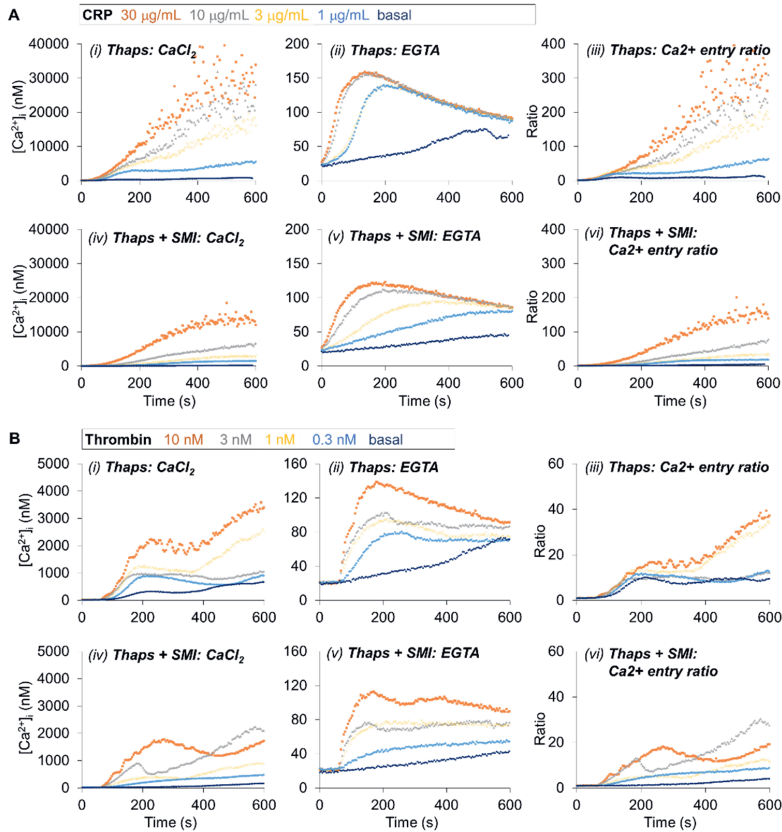 A
CRP 30 μg/mL 10 μg/mL 3 μg/mL 1 μg/mL basal
(i) Thaps: CaCl2
(ii) Thaps: EGTA
(iii) Thaps: Ca2+ entry ratio
[Ca2+]i (nM)
40000
30000
20000
10000
0
0 200 400 600
200
150
100
50
0
0 200 400 600
Ratio
400
300
200
100
0
0 200 400 600
(iv) Thaps + SMI: CaCl2
(v) Thaps + SMI: EGTA
(vi) Thaps + SMI:
Ca2+ entry ratio
[Ca2+]i (nM)
40000
30000
20000
10000
0
0 200 400 600
Time (s)
200
150
100
50
0
0 200 400 600
Time (s)
Ratio
400
300
200
100
0
0 200 400 600
Time (s)
B
Thrombin 10 nM 3 nM 1 nM 0.3 nM basal
(i) Thaps: CaCl2
(ii) Thaps: EGTA
(iii) Thaps: Ca2+ entry ratio
[Ca2+]i (nM)
5000
4000
3000
2000
1000
0
0 200 400 600
160
120
80
40
0
0 200 400 600
Ratio
60
40
20
0
0 200 400 600
(iv) Thaps + SMI: CaCl2
(v) Thaps + SMI: EGTA
(vi) Thaps + SMI:
Ca2+ entry ratio
[Ca2+]i (nM)
5000
4000
3000
2000
1000
0
0 200 400 600
Time (s)
160
120
80
40
0
0 200 400 600
Time (s)
Ratio
60
40
20
0
0 200 400 600
Time (s)